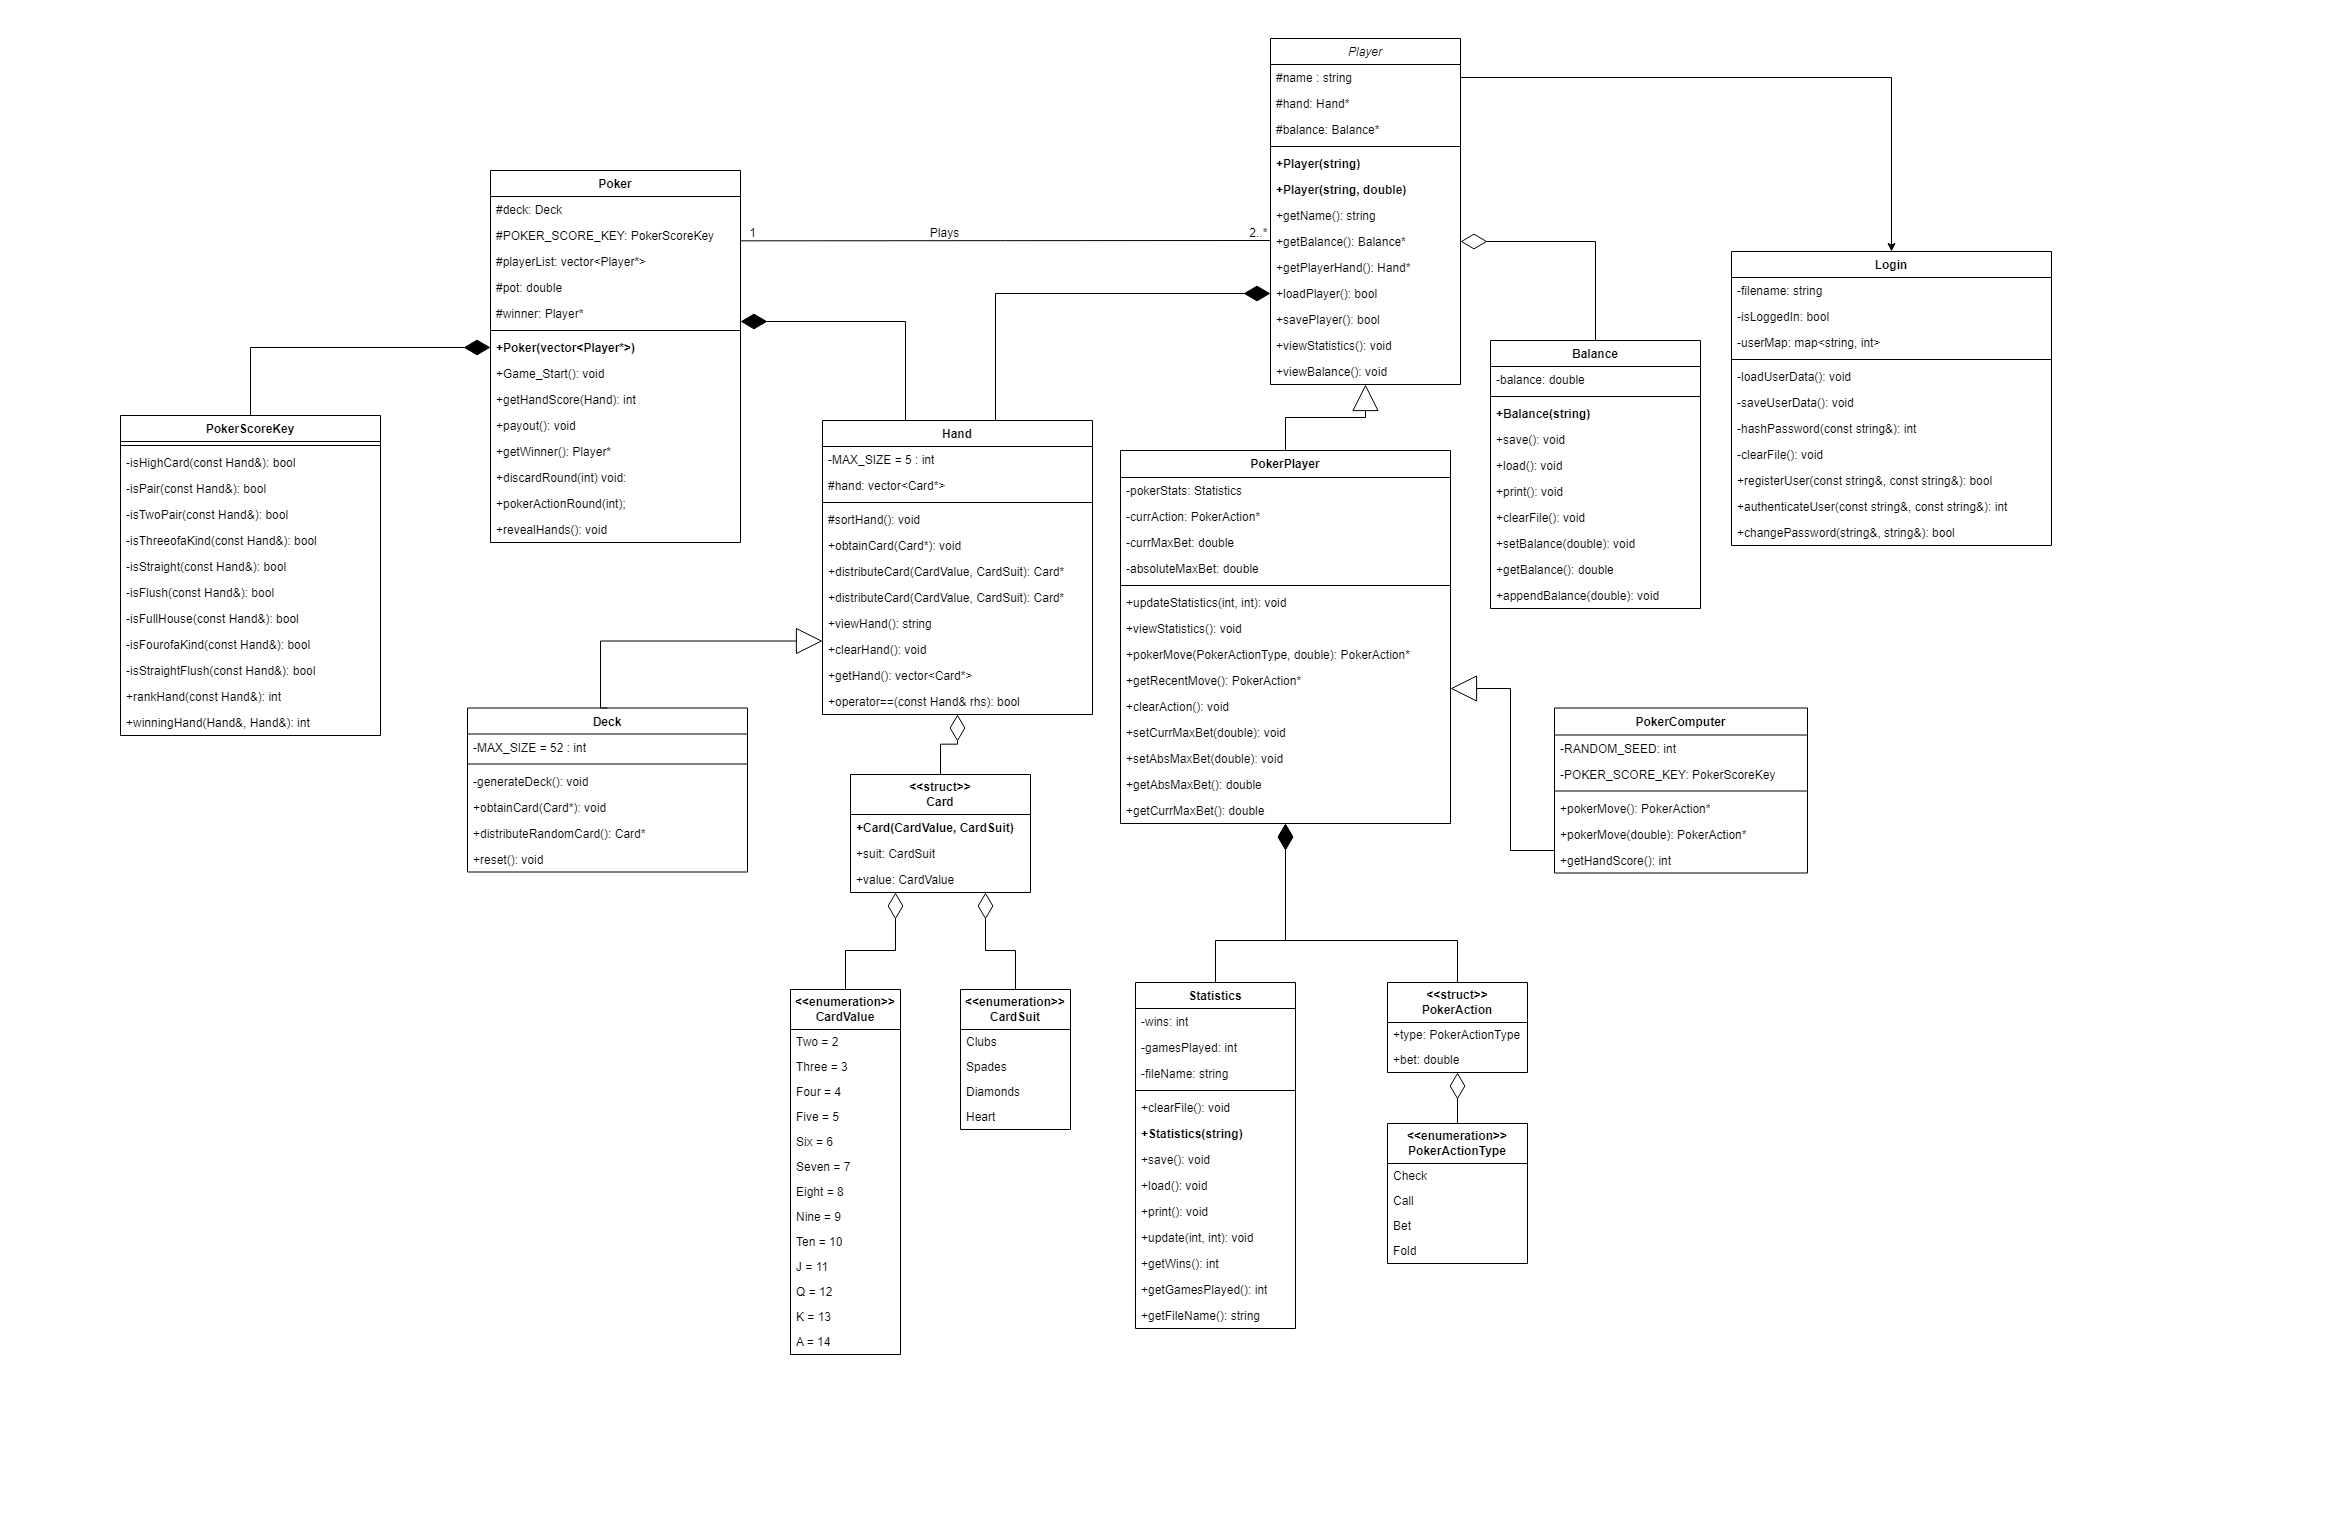 Player
#name : string
#hand: Hand*
#balance: Balance*
+Player(string)
+Player(string, double)
+getName(): string
+getBalance(): Balance*
+getPlayerHand(): Hand*
+loadPlayer(): bool
+savePlayer(): bool
+viewStatistics(): void
+viewBalance(): void
Poker
#deck: Deck
#POKER_SCORE_KEY: PokerScoreKey
#playerList: vector<Player*>
#pot: double
#winner: Player*
+Poker(vector<Player*>)
+Game_Start(): void
+getHandScore(Hand): int
+payout(): void
+getWinner(): Player*
+discardRound(int) void:
+pokerActionRound(int);
+revealHands(): void
1
Plays
2..*
Login
-filename: string
-isLoggedIn: bool
-userMap: map<string, int>
-loadUserData(): void
-saveUserData(): void
-hashPassword(const string&): int
-clearFile(): void
+registerUser(const string&, const string&): bool
+authenticateUser(const string&, const string&): int
+changePassword(string&, string&): bool
Balance
-balance: double
+Balance(string)
+save(): void
+load(): void
+print(): void
+clearFile(): void
+setBalance(double): void
+getBalance(): double
+appendBalance(double): void
PokerScoreKey
-isHighCard(const Hand&): bool
-isPair(const Hand&): bool
-isTwoPair(const Hand&): bool
-isThreeofaKind(const Hand&): bool
-isStraight(const Hand&): bool
-isFlush(const Hand&): bool
-isFullHouse(const Hand&): bool
-isFourofaKind(const Hand&): bool
-isStraightFlush(const Hand&): bool
+rankHand(const Hand&): int
+winningHand(Hand&, Hand&): int
Hand
-MAX_SIZE = 5 : int
#hand: vector<Card*>
#sortHand(): void
+obtainCard(Card*): void
+distributeCard(CardValue, CardSuit): Card*
+distributeCard(CardValue, CardSuit): Card*
+viewHand(): string
+clearHand(): void
+getHand(): vector<Card*>
+operator==(const Hand& rhs): bool
PokerPlayer
-pokerStats: Statistics
-currAction: PokerAction*
-currMaxBet: double
-absoluteMaxBet: double
+updateStatistics(int, int): void
+viewStatistics(): void
+pokerMove(PokerActionType, double): PokerAction*
+getRecentMove(): PokerAction*
+clearAction(): void
+setCurrMaxBet(double): void
+setAbsMaxBet(double): void
+getAbsMaxBet(): double
+getCurrMaxBet(): double
Deck
-MAX_SIZE = 52 : int
-generateDeck(): void
+obtainCard(Card*): void
+distributeRandomCard(): Card*
+reset(): void
PokerComputer
-RANDOM_SEED: int
-POKER_SCORE_KEY: PokerScoreKey
+pokerMove(): PokerAction*
+pokerMove(double): PokerAction*
+getHandScore(): int
<<struct>>
Card
+Card(CardValue, CardSuit)
+suit: CardSuit
+value: CardValue
<<enumeration>>
CardValue
Two = 2
Three = 3
Four = 4
Five = 5
Six = 6
Seven = 7
Eight = 8
Nine = 9
Ten = 10
J = 11
Q = 12
K = 13
A = 14
<<enumeration>>
CardSuit
Clubs
Spades
Diamonds
Heart
Statistics
-wins: int
-gamesPlayed: int
-fileName: string
+clearFile(): void
+Statistics(string)
+save(): void
+load(): void
+print(): void
+update(int, int): void
+getWins(): int
+getGamesPlayed(): int
+getFileName(): string
<<struct>>
PokerAction
+type: PokerActionType
+bet: double
<<enumeration>>
PokerActionType
Check
Call
Bet
Fold